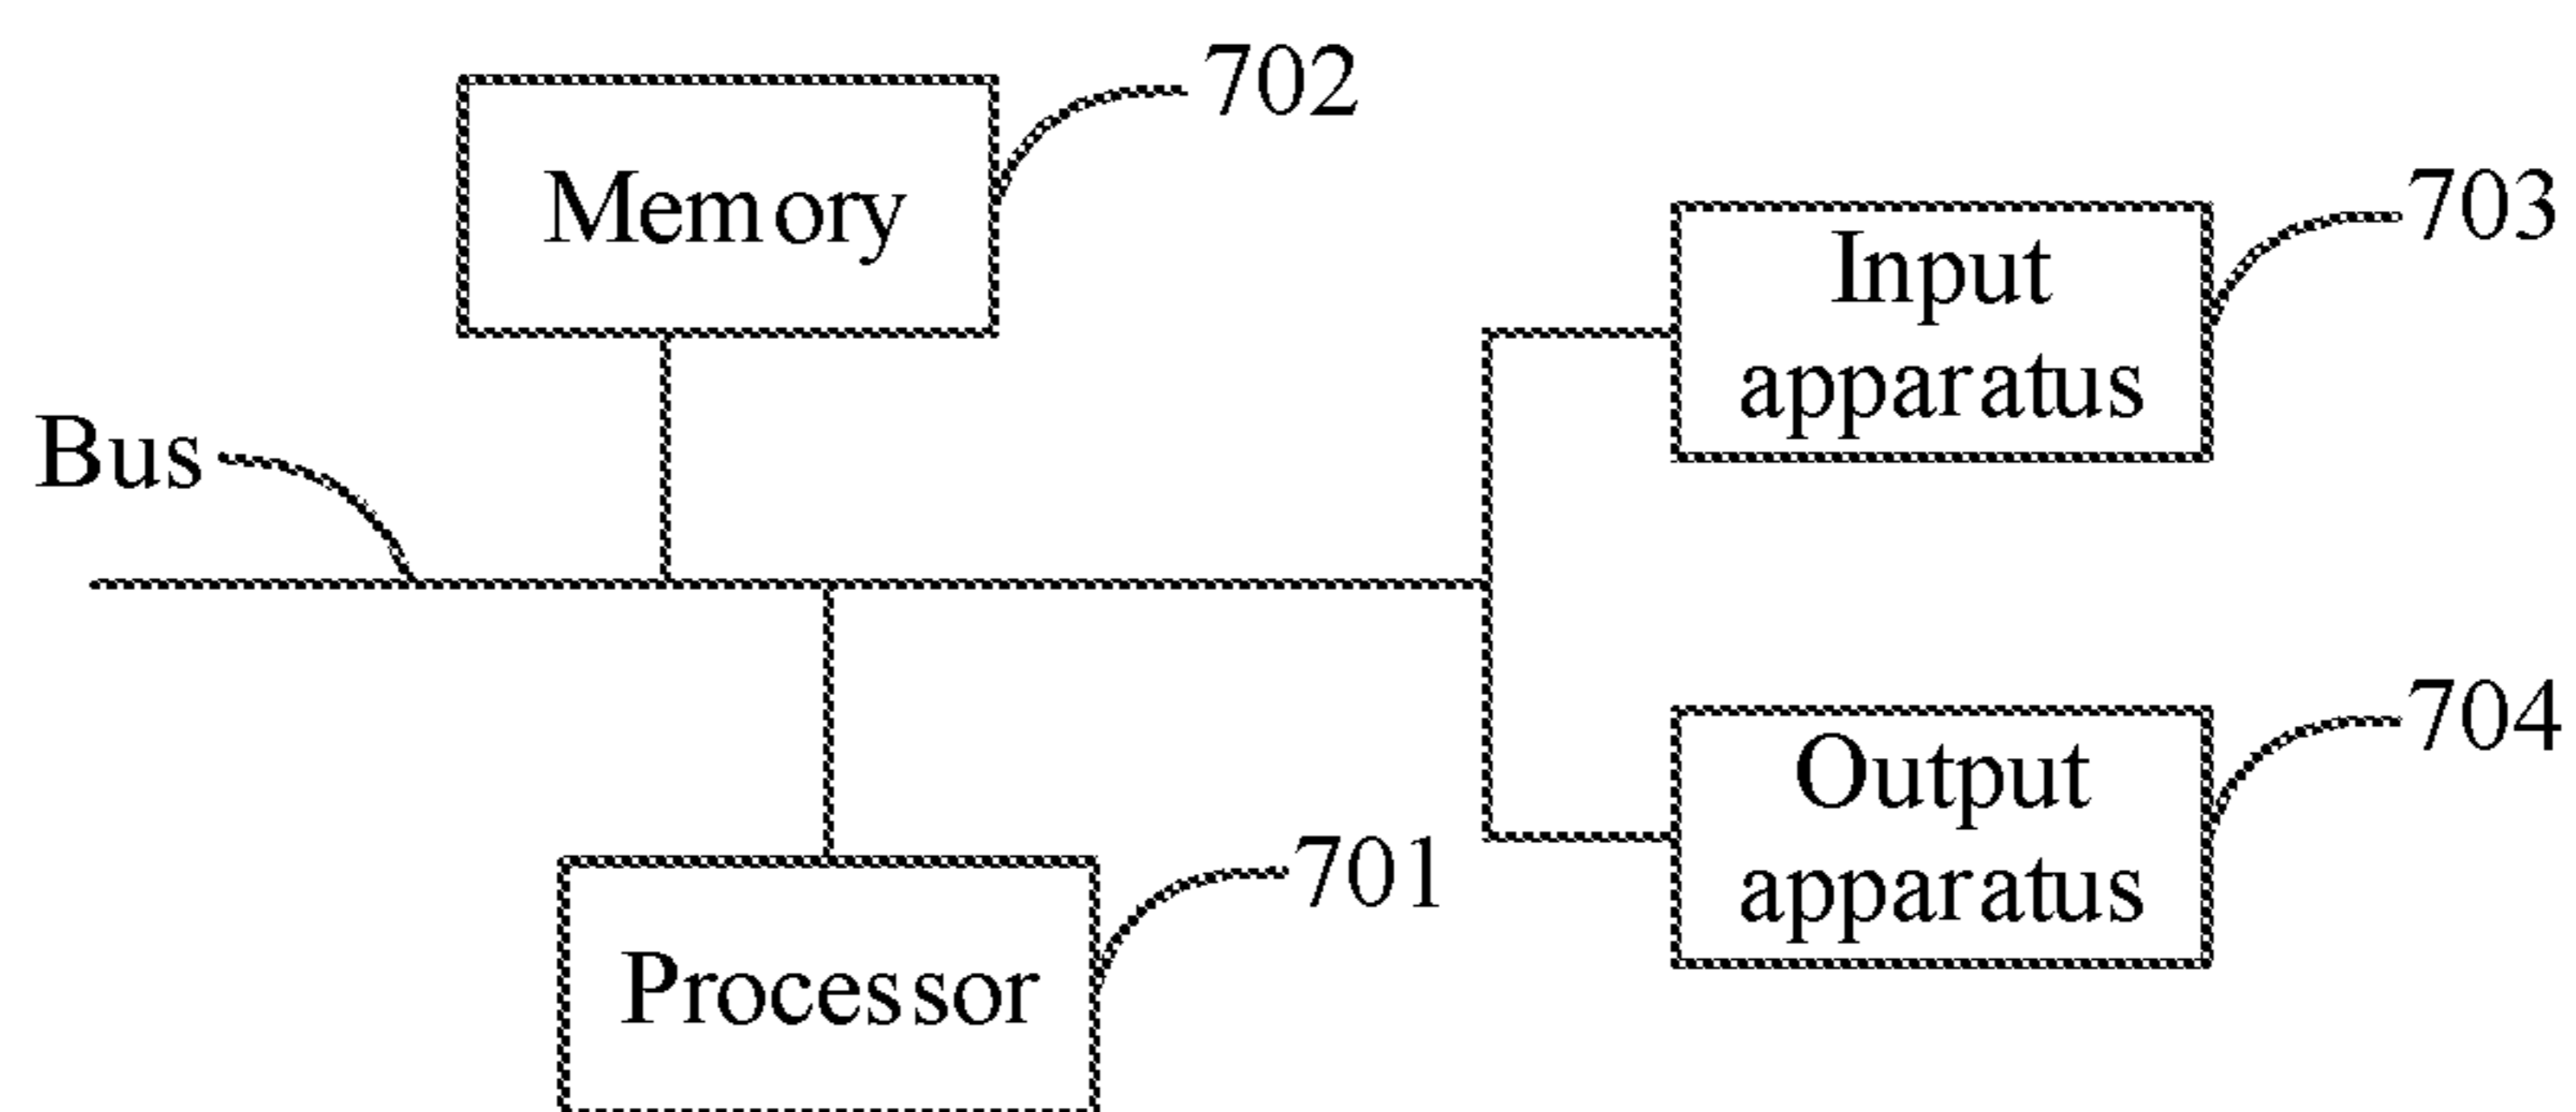 702
Memory
703
Input
apparatus
Bus
704
Output
apparatus
701
Processor